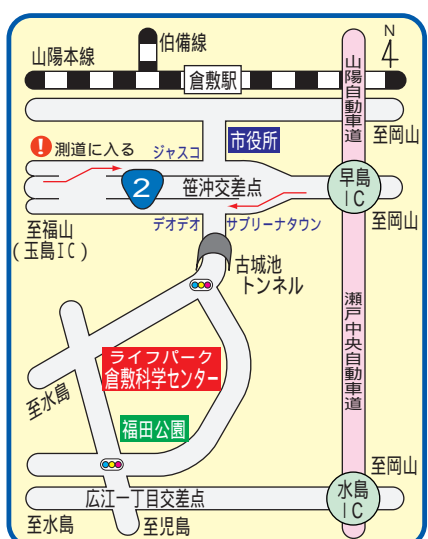 伯備線
山陽本線
N
4
倉敷駅
山陽自動車道
至岡山
市役所
! 測道に入る
ジャスコ
2
笹沖交差点
早島
IC
至福山
(玉島IC)
デオデオ
サブリーナタウン
至岡山
古城池
トンネル
瀬戸中央自動車道
ライフパーク
倉敷科学センター
至水島
福田公園
至岡山
広江一丁目交差点
水島
IC
至水島
至児島